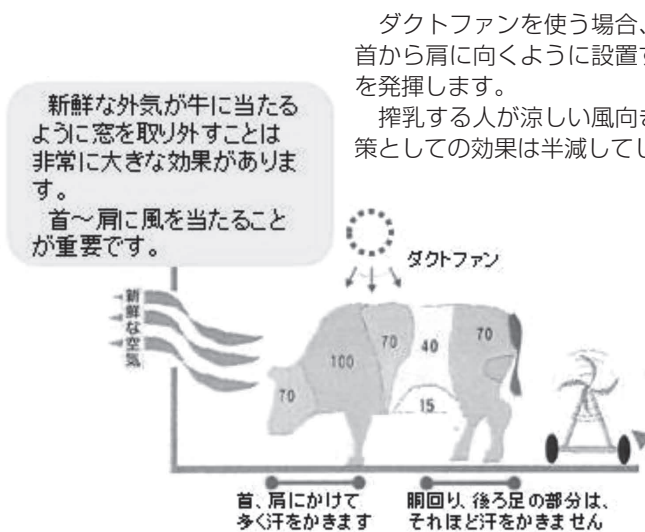 ダクトファンを使う場合、
首から肩に向くように設置す
を発揮します。
搾乳する人が涼しい風向き
策としての効果は半減してし
新鮮な外気が牛に当たる
ように窓を取り外すことは
非常に大きな効果がありま
す。
首～肩に風を当たること
が重要です。
ダクトファン
新鮮な空気
70
100
70
40
70
15
首、肩にかけて
多く汗をかきます
胴回り、後ろ足の部分は、
それほど汗をかきません